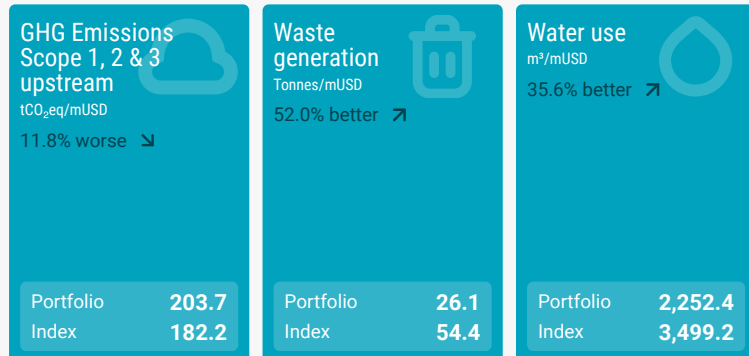 GHG Emissions
Scope 1, 2 & 3
upstream
tCO₂eq/mUSD
11.8% worse
Portfolio 203.7
Index 182.2
Waste
generation
Tonnes/mUSD
52.0% better
Portfolio 26.1
Index 54.4
Water use
m³/mUSD
35.6% better
Portfolio 2,252.4
Index 3,499.2